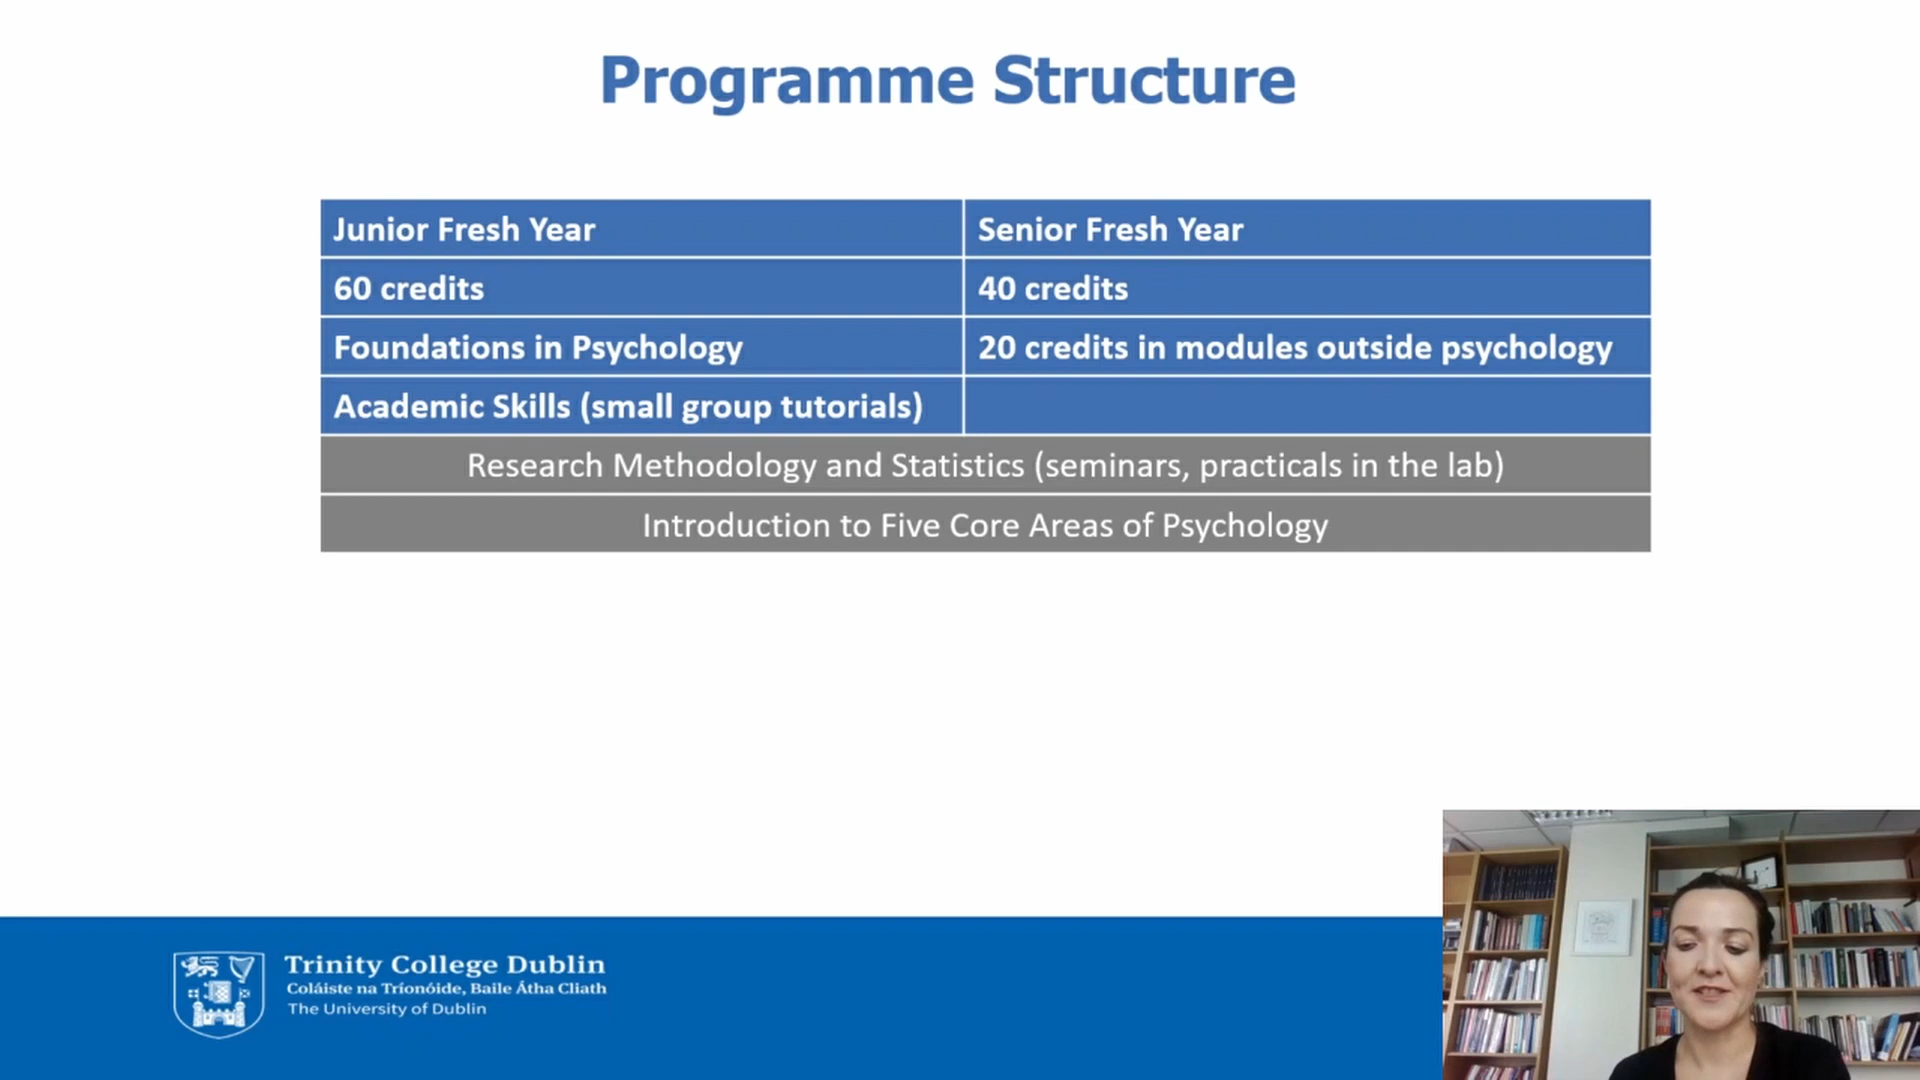 Programme Structure
Junior Fresh Year
Senior Fresh Year
60 credits
40 credits
Foundations in Psychology
20 credits in modules outside psychology
Academic Skills (small group tutorials)
Research Methodology and Statistics (seminars, practicals in the lab)
Introduction to Five Core Areas of Psychology
Trinity College Dublin
Coláiste na Tríonóide, Baile Átha Cliath
The University of Dublin